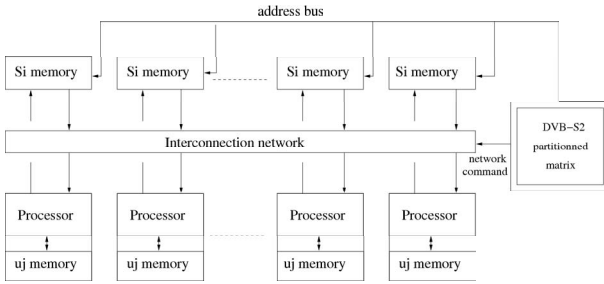 address bus
Si memory
Si memory
Si memory
Si memory
Interconnection network
DVB-S2
partitionned
matrix
network
command
Processor
Processor
Processor
Processor
uj memory
uj memory
uj memory
uj memory